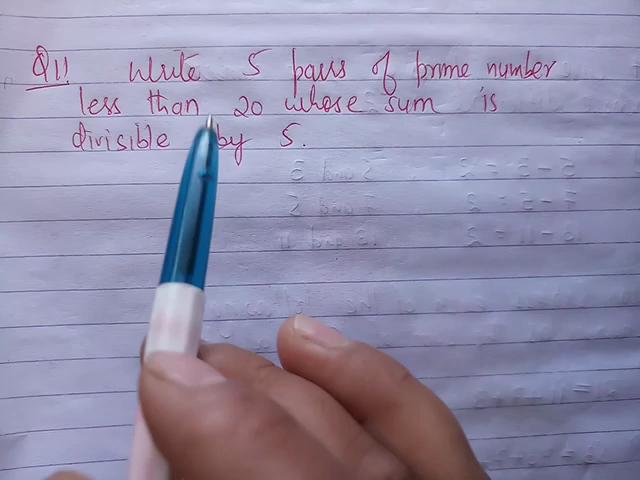 Q11 Write 5 pairs of prime number
less than 20 whose sum is
divisible by 5.